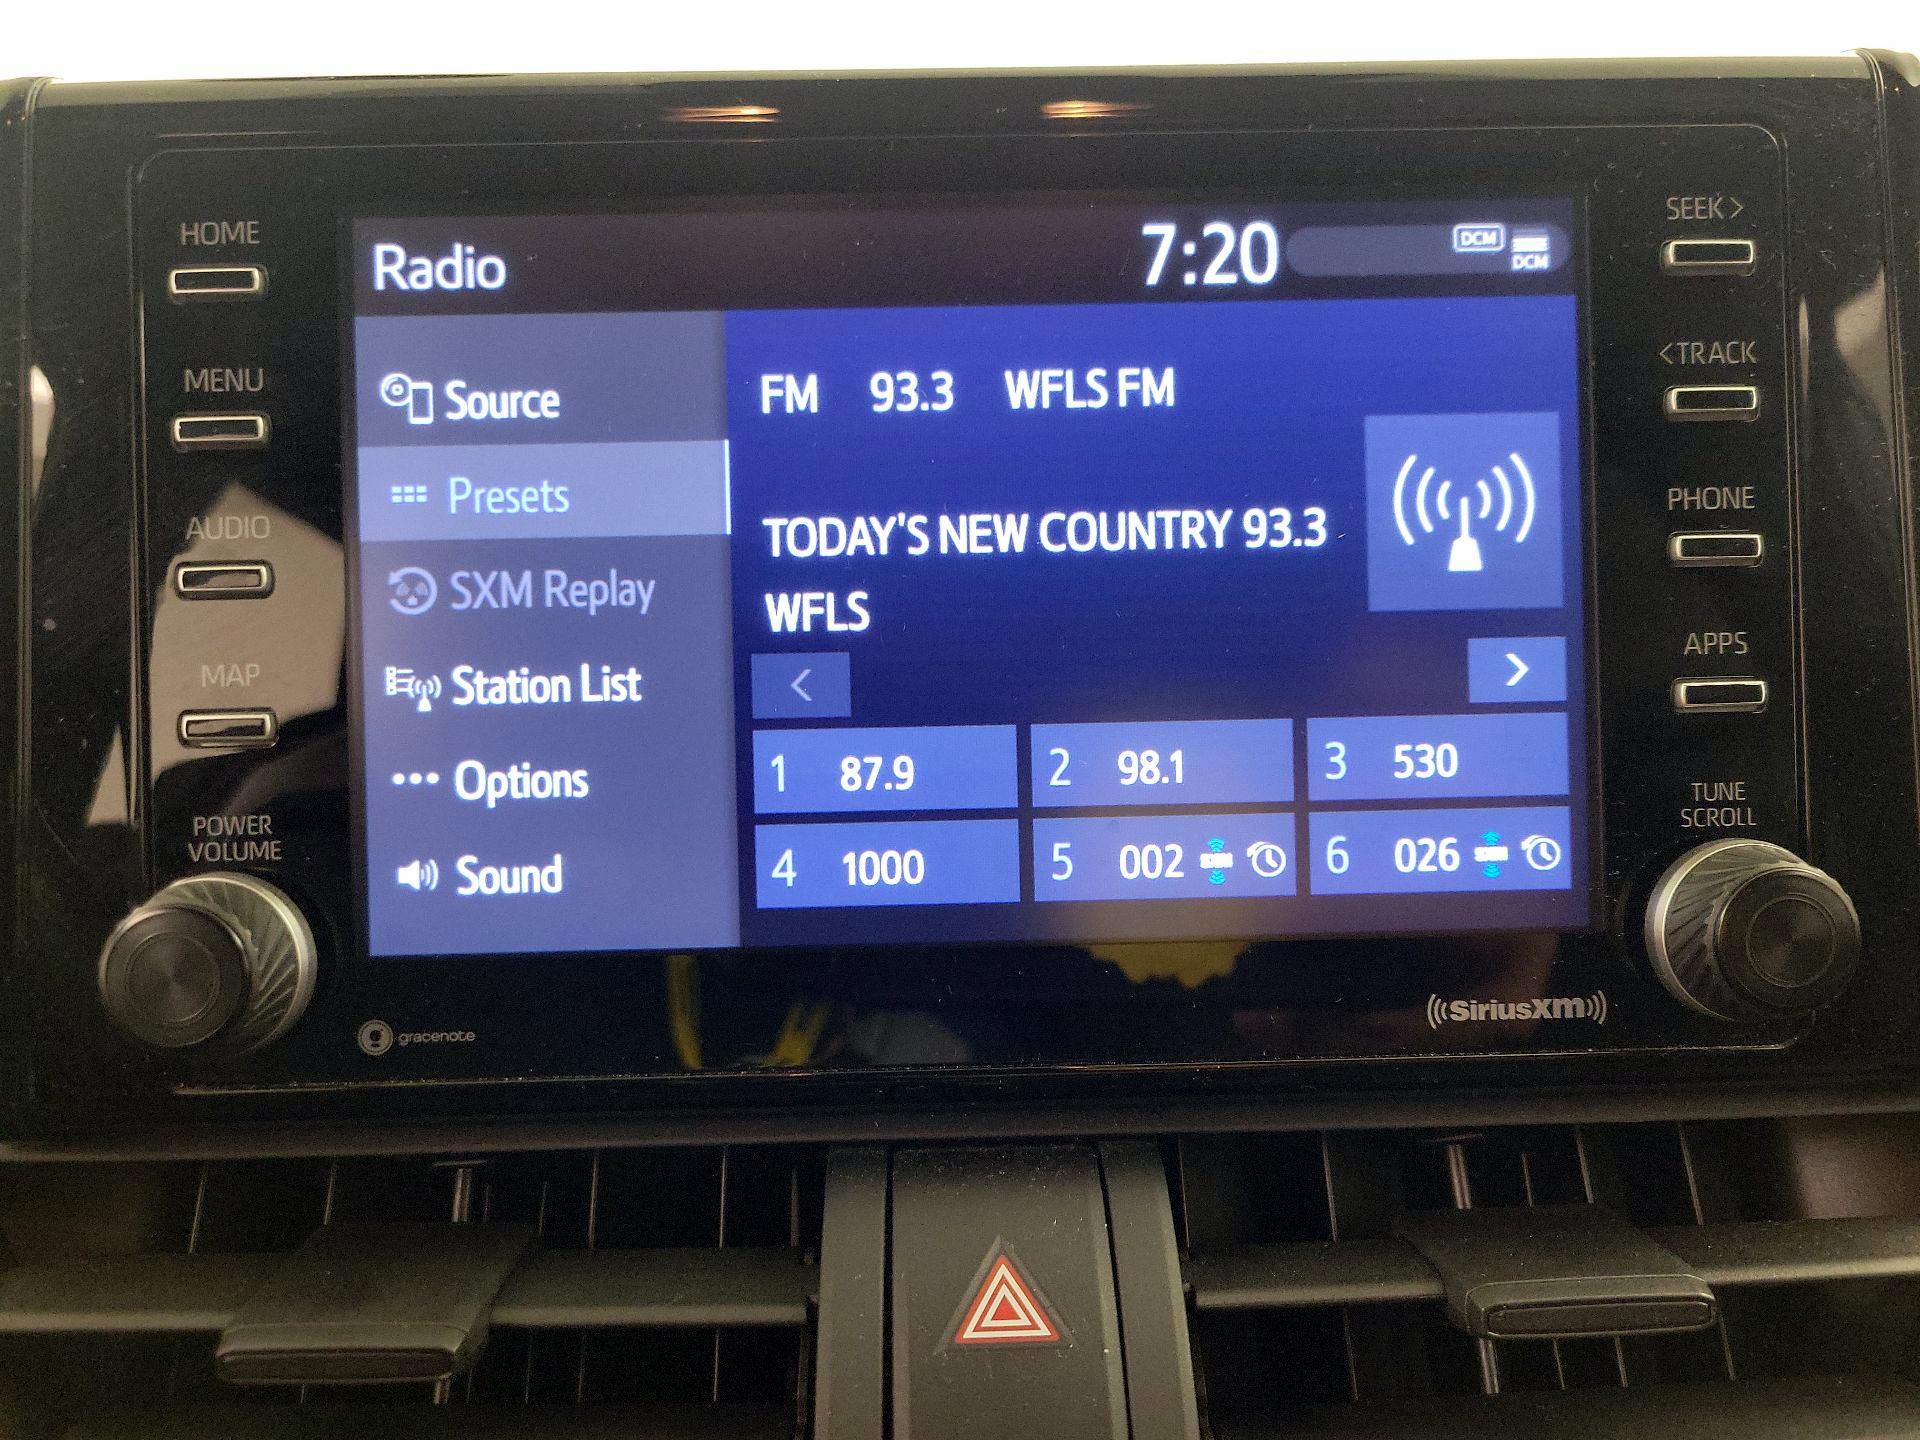 HOME
MENU
AUDIO
MAP
POWER
VOLUME
Radio
7:20
DCM
DCM
Source
Presets
SXM Replay
Station List
Options
Sound
FM 93.3 WFLS FM
TODAY'S NEW COUNTRY 93.3
WFLS
<
>
1 87.9
2 98.1
3 530
4 1000
5 002 SXM
6 026 SXM
SEEK >
< TRACK
PHONE
APPS
TUNE
SCROLL
gracenote
((SiriusXM))